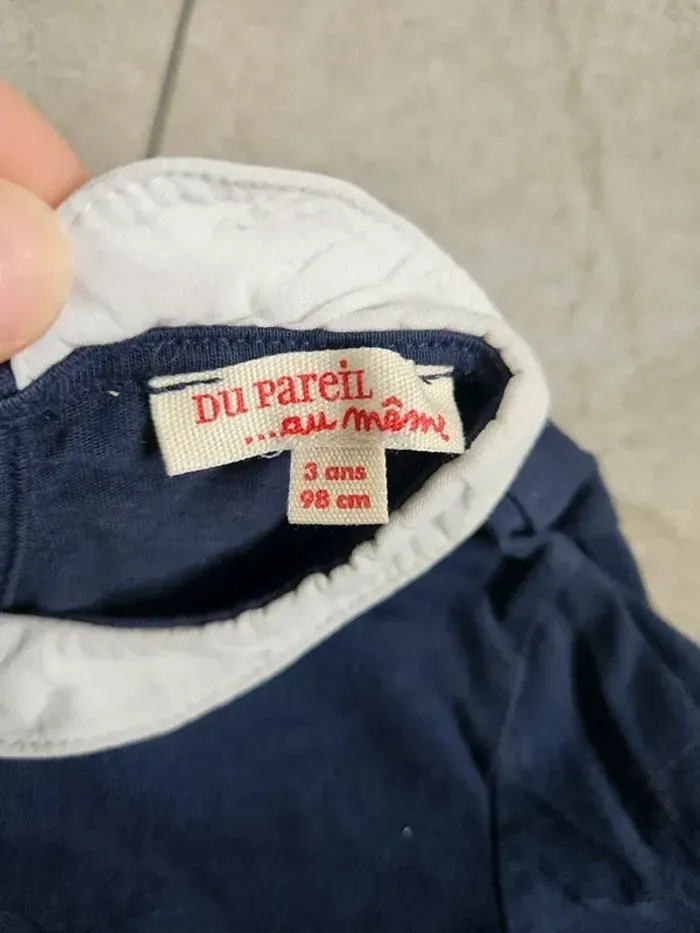 Du Pareil
...au même
3 ans
98 cm